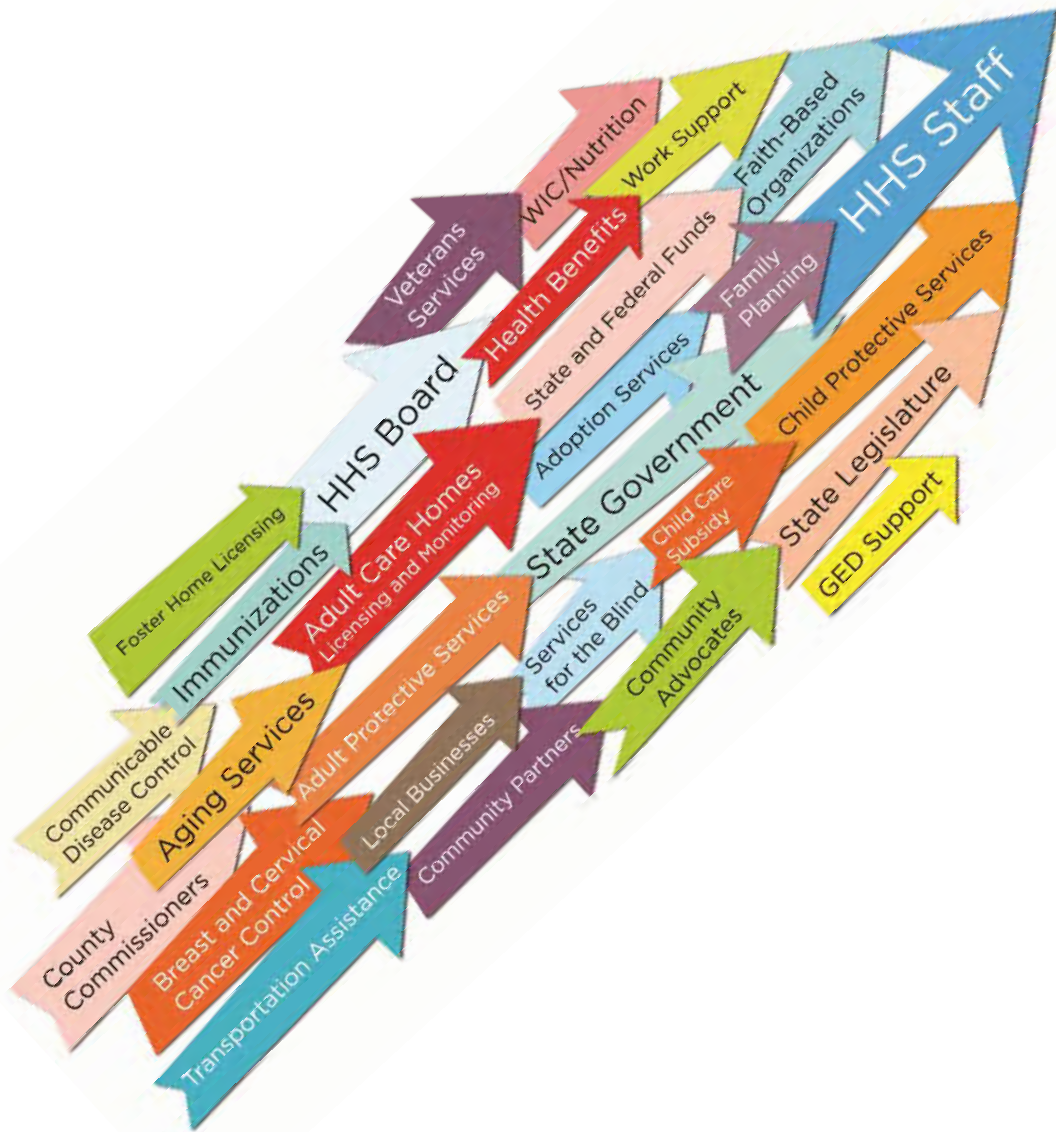 WIC/Nutrition
Work Support
Faith-Based
Organizations
HHS Staff
Veterans
Services
Health Benefits
State and Federal Funds
Family
Planning
Child Protective Services
HHS Board
Adoption Services
State Government
State Legislature
Foster Home Licensing
Immunizations
Adult Care Homes
Licensing and Monitoring
Child Care
Subsidy
GED Support
Adult Protective Services
Services
for the Blind
Community
Advocates
Communicable
Disease Control
Aging Services
Local Businesses
Community Partners
County
Commissioners
Breast and Cervical
Cancer Control
Transportation Assistance